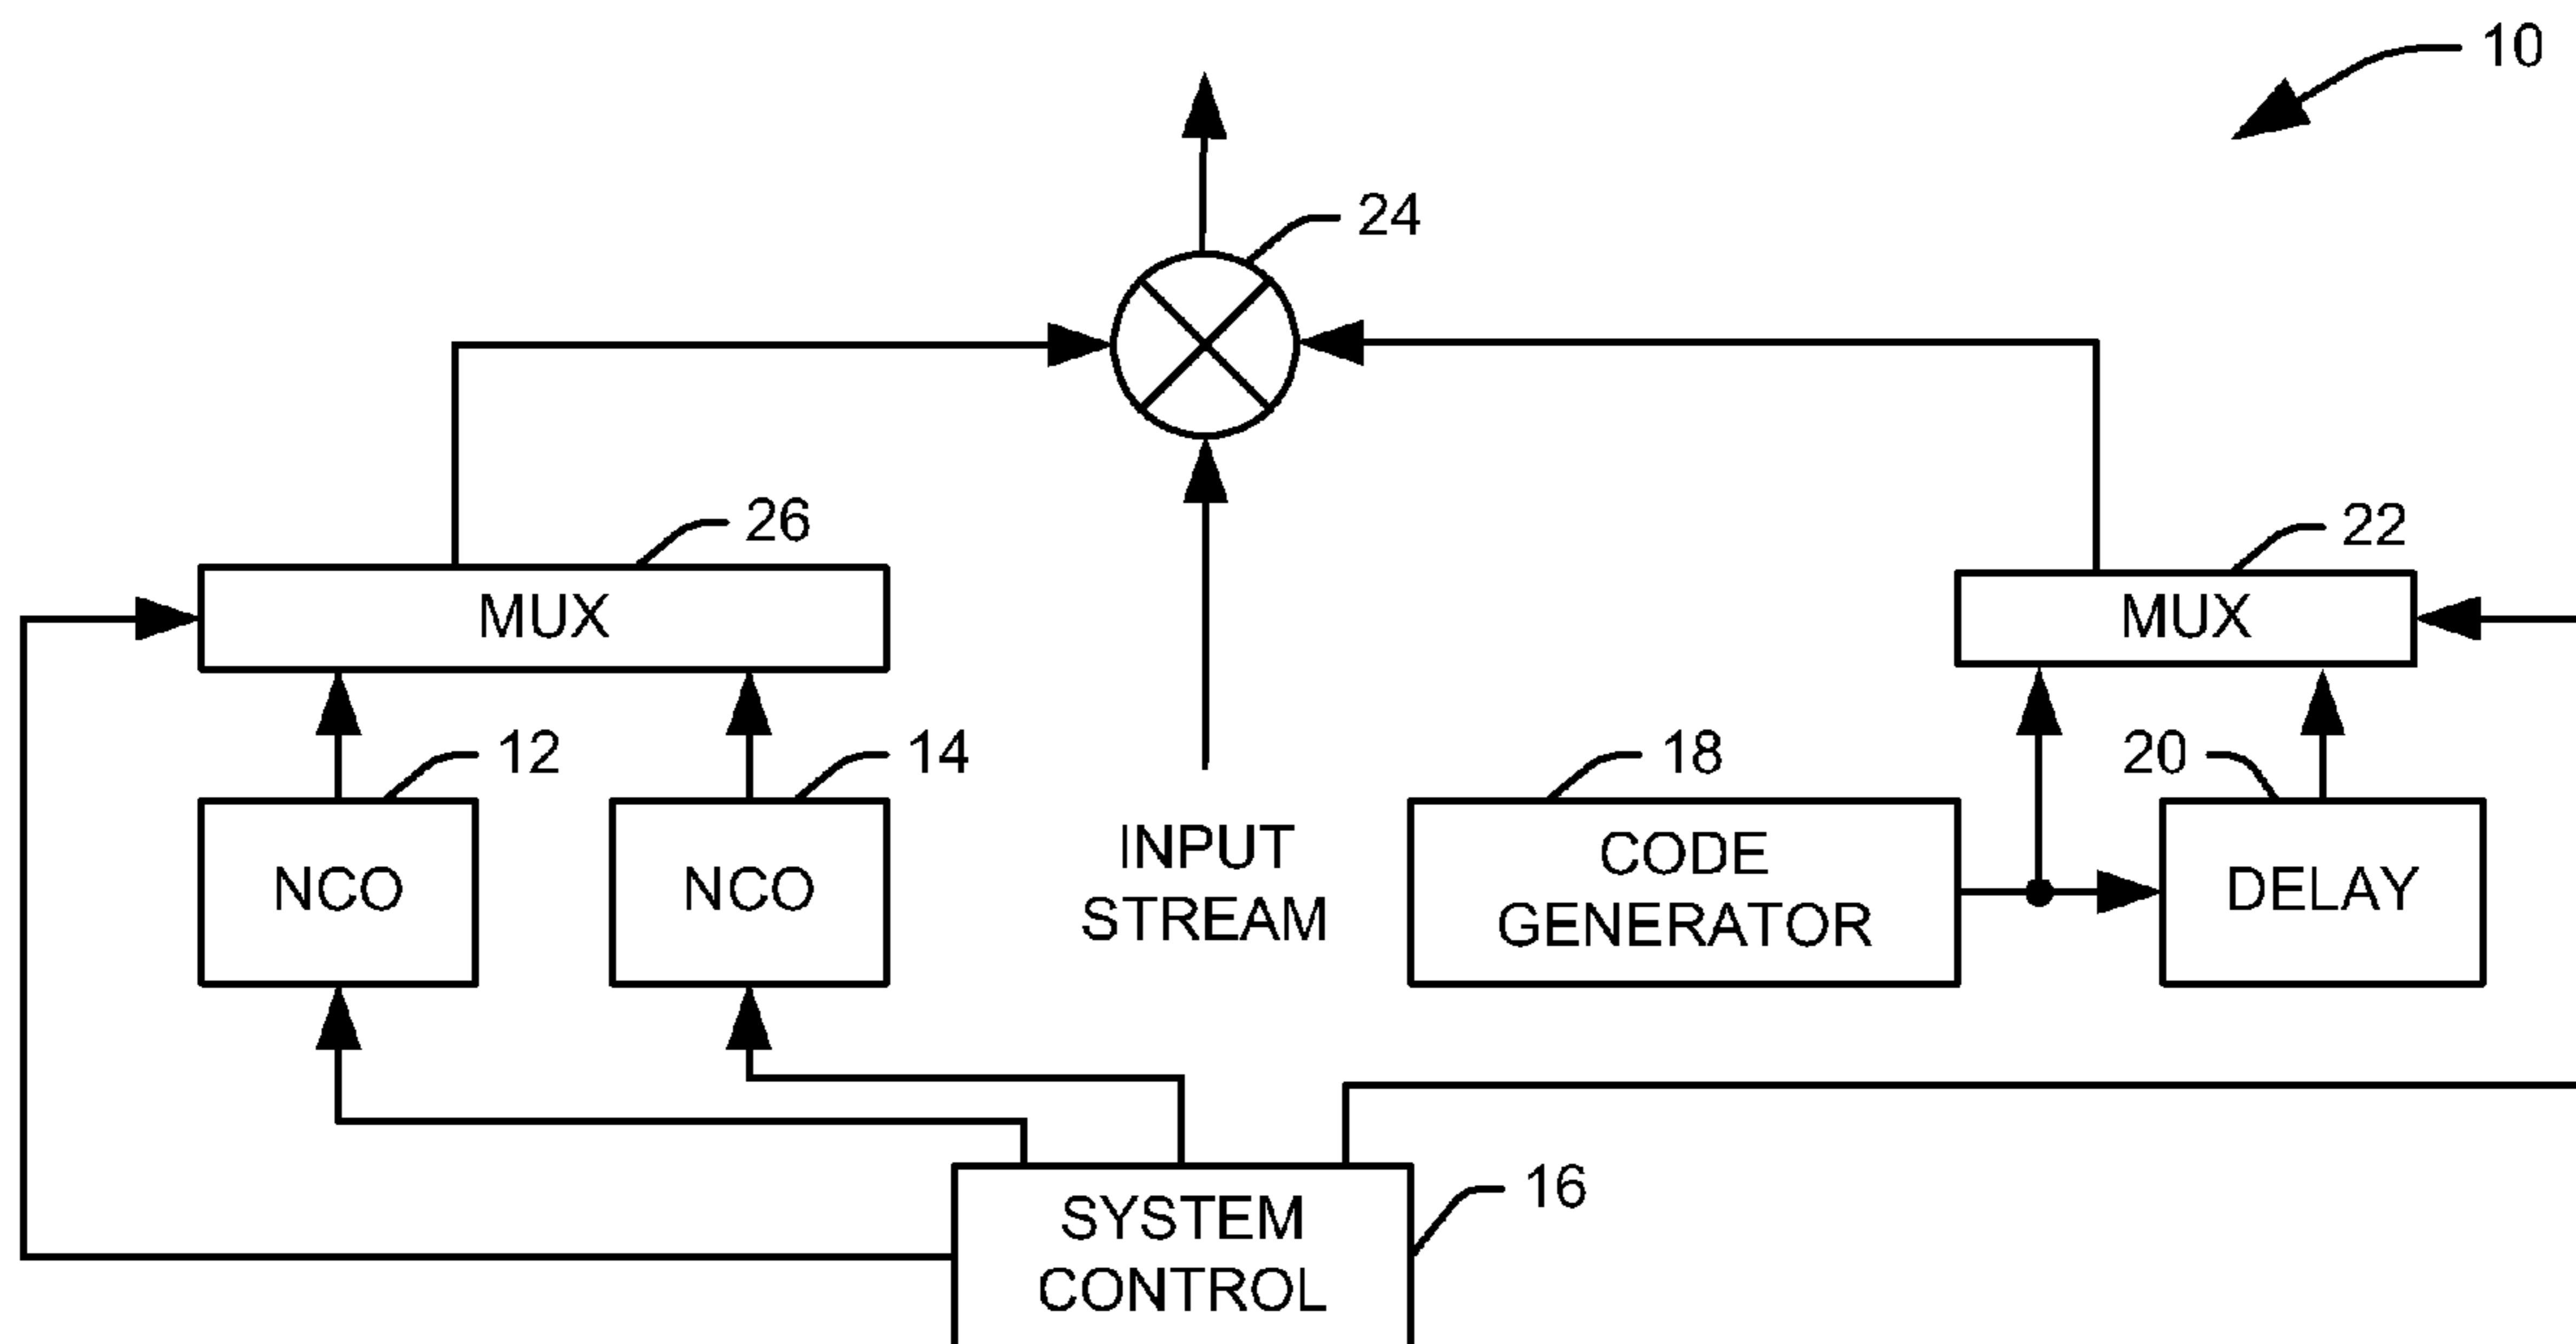 10
24
26
22
MUX
MUX
12
14
18
20
INPUT
STREAM
NCO
NCO
CODE
GENERATOR
DELAY
16
SYSTEM
CONTROL